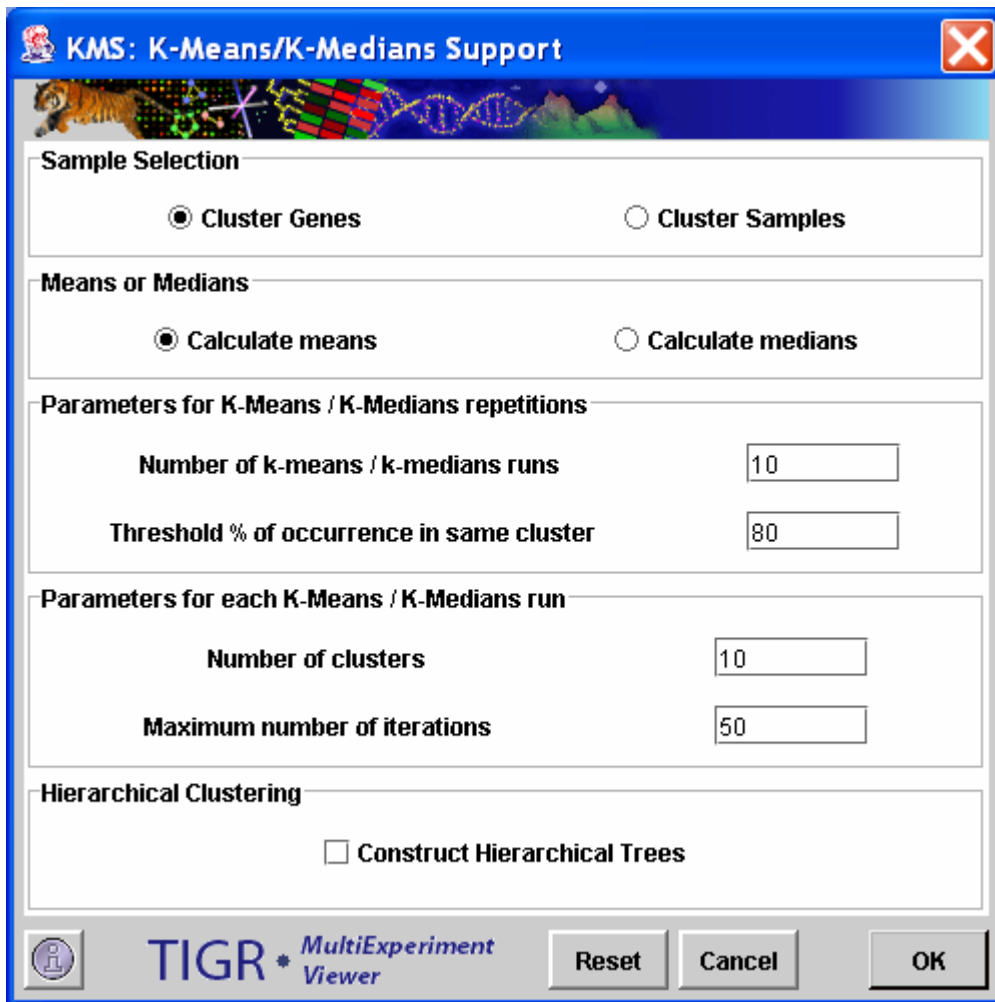 KMS: K-Means/K-Medians Support
Sample Selection
Cluster Genes Cluster Samples
Means or Medians
Calculate means Calculate medians
Parameters for K-Means / K-Medians repetitions
Number of k-means / k-medians runs 10
Threshold % of occurrence in same cluster 80
Parameters for each K-Means / K-Medians run
Number of clusters 10
Maximum number of iterations 50
Hierarchical Clustering
Construct Hierarchical Trees
TIGR MultiExperiment Viewer Reset Cancel OK